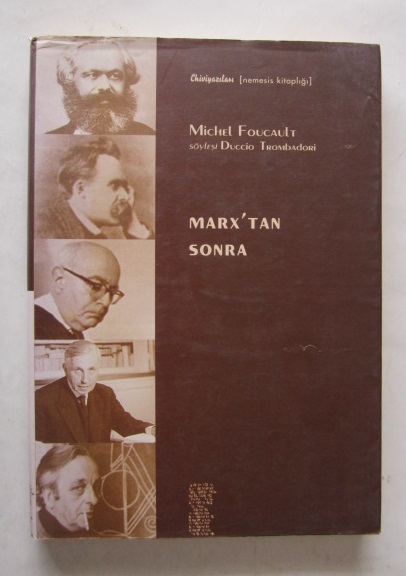 Chiviyazıları [nemesis kitaplığı]
MICHEL FOUCAULT
SÖYLEŞİ DUCCIO TROMBADORI
MARX'TAN
SONRA